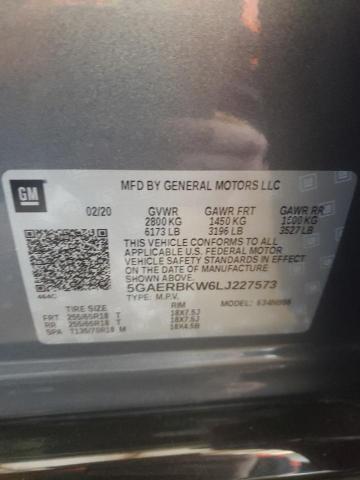 GM
MFD BY GENERAL MOTORS LLC
02/20 GVWR GAWR FRT GAWR RR
2800 KG 1450 KG 1600 KG
6173 LB 3196 LB 3527 LB
THIS VEHICLE CONFORMS TO ALL
APPLICABLE U.S. FEDERAL MOTOR
VEHICLE SAFETY STANDARDS IN
EFFECT ON THE DATE OF MANUFACTURE
SHOWN ABOVE.
464C
5GAERBKW6LJ227573
TYPE: M.P.V. MODEL:
TIRE SIZE RIM
FRT 255/65R18 T 18X7.5J
RR 255/65R18 T 18X7.5J
SPA T135/70R18 M 18X4.5B